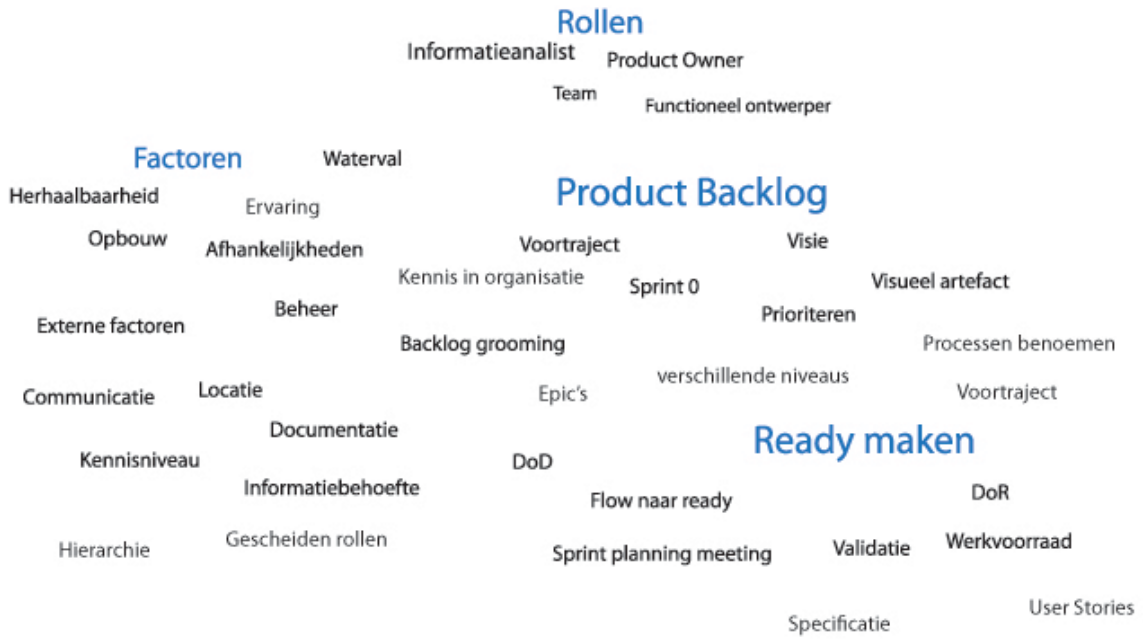 Rollen
Informatieanalist
Product Owner
Team
Functioneel ontwerper
Factoren
Waterval
Herhaalbaarheid
Ervaring
Opbouw
Afhankelijkheden
Beheer
Externe factoren
Communicatie
Locatie
Documentatie
Kennisniveau
Informatiebehoefte
Hierarchie
Gescheiden rollen
Product Backlog
Voortraject
Visie
Kennis in organisatie
Sprint 0
Visueel artefact
Prioriteren
Backlog grooming
Processen benoemen
verschillende niveaus
Epic’s
Voortraject
Ready maken
DoD
DoR
Flow naar ready
Sprint planning meeting
Validatie
Werkvoorraad
User Stories
Specificatie